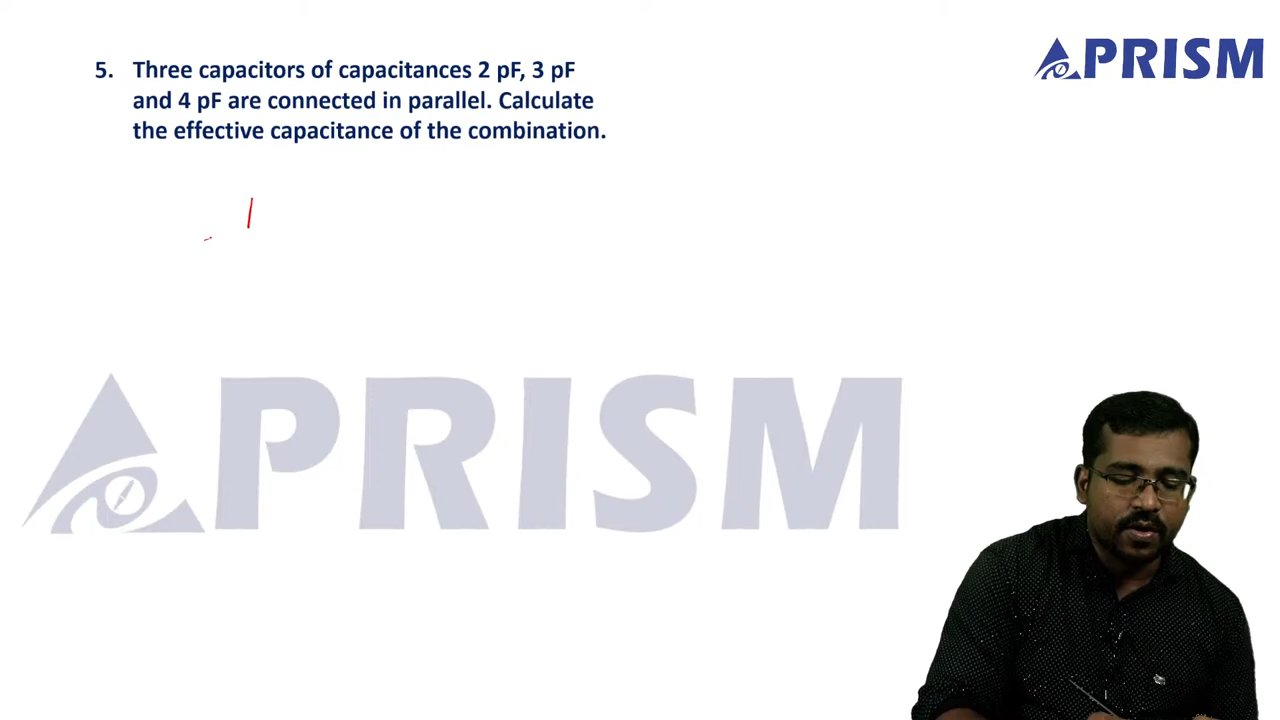 PRISM
5. Three capacitors of capacitances 2 pF, 3 pF
and 4 pF are connected in parallel. Calculate
the effective capacitance of the combination.
PRISM